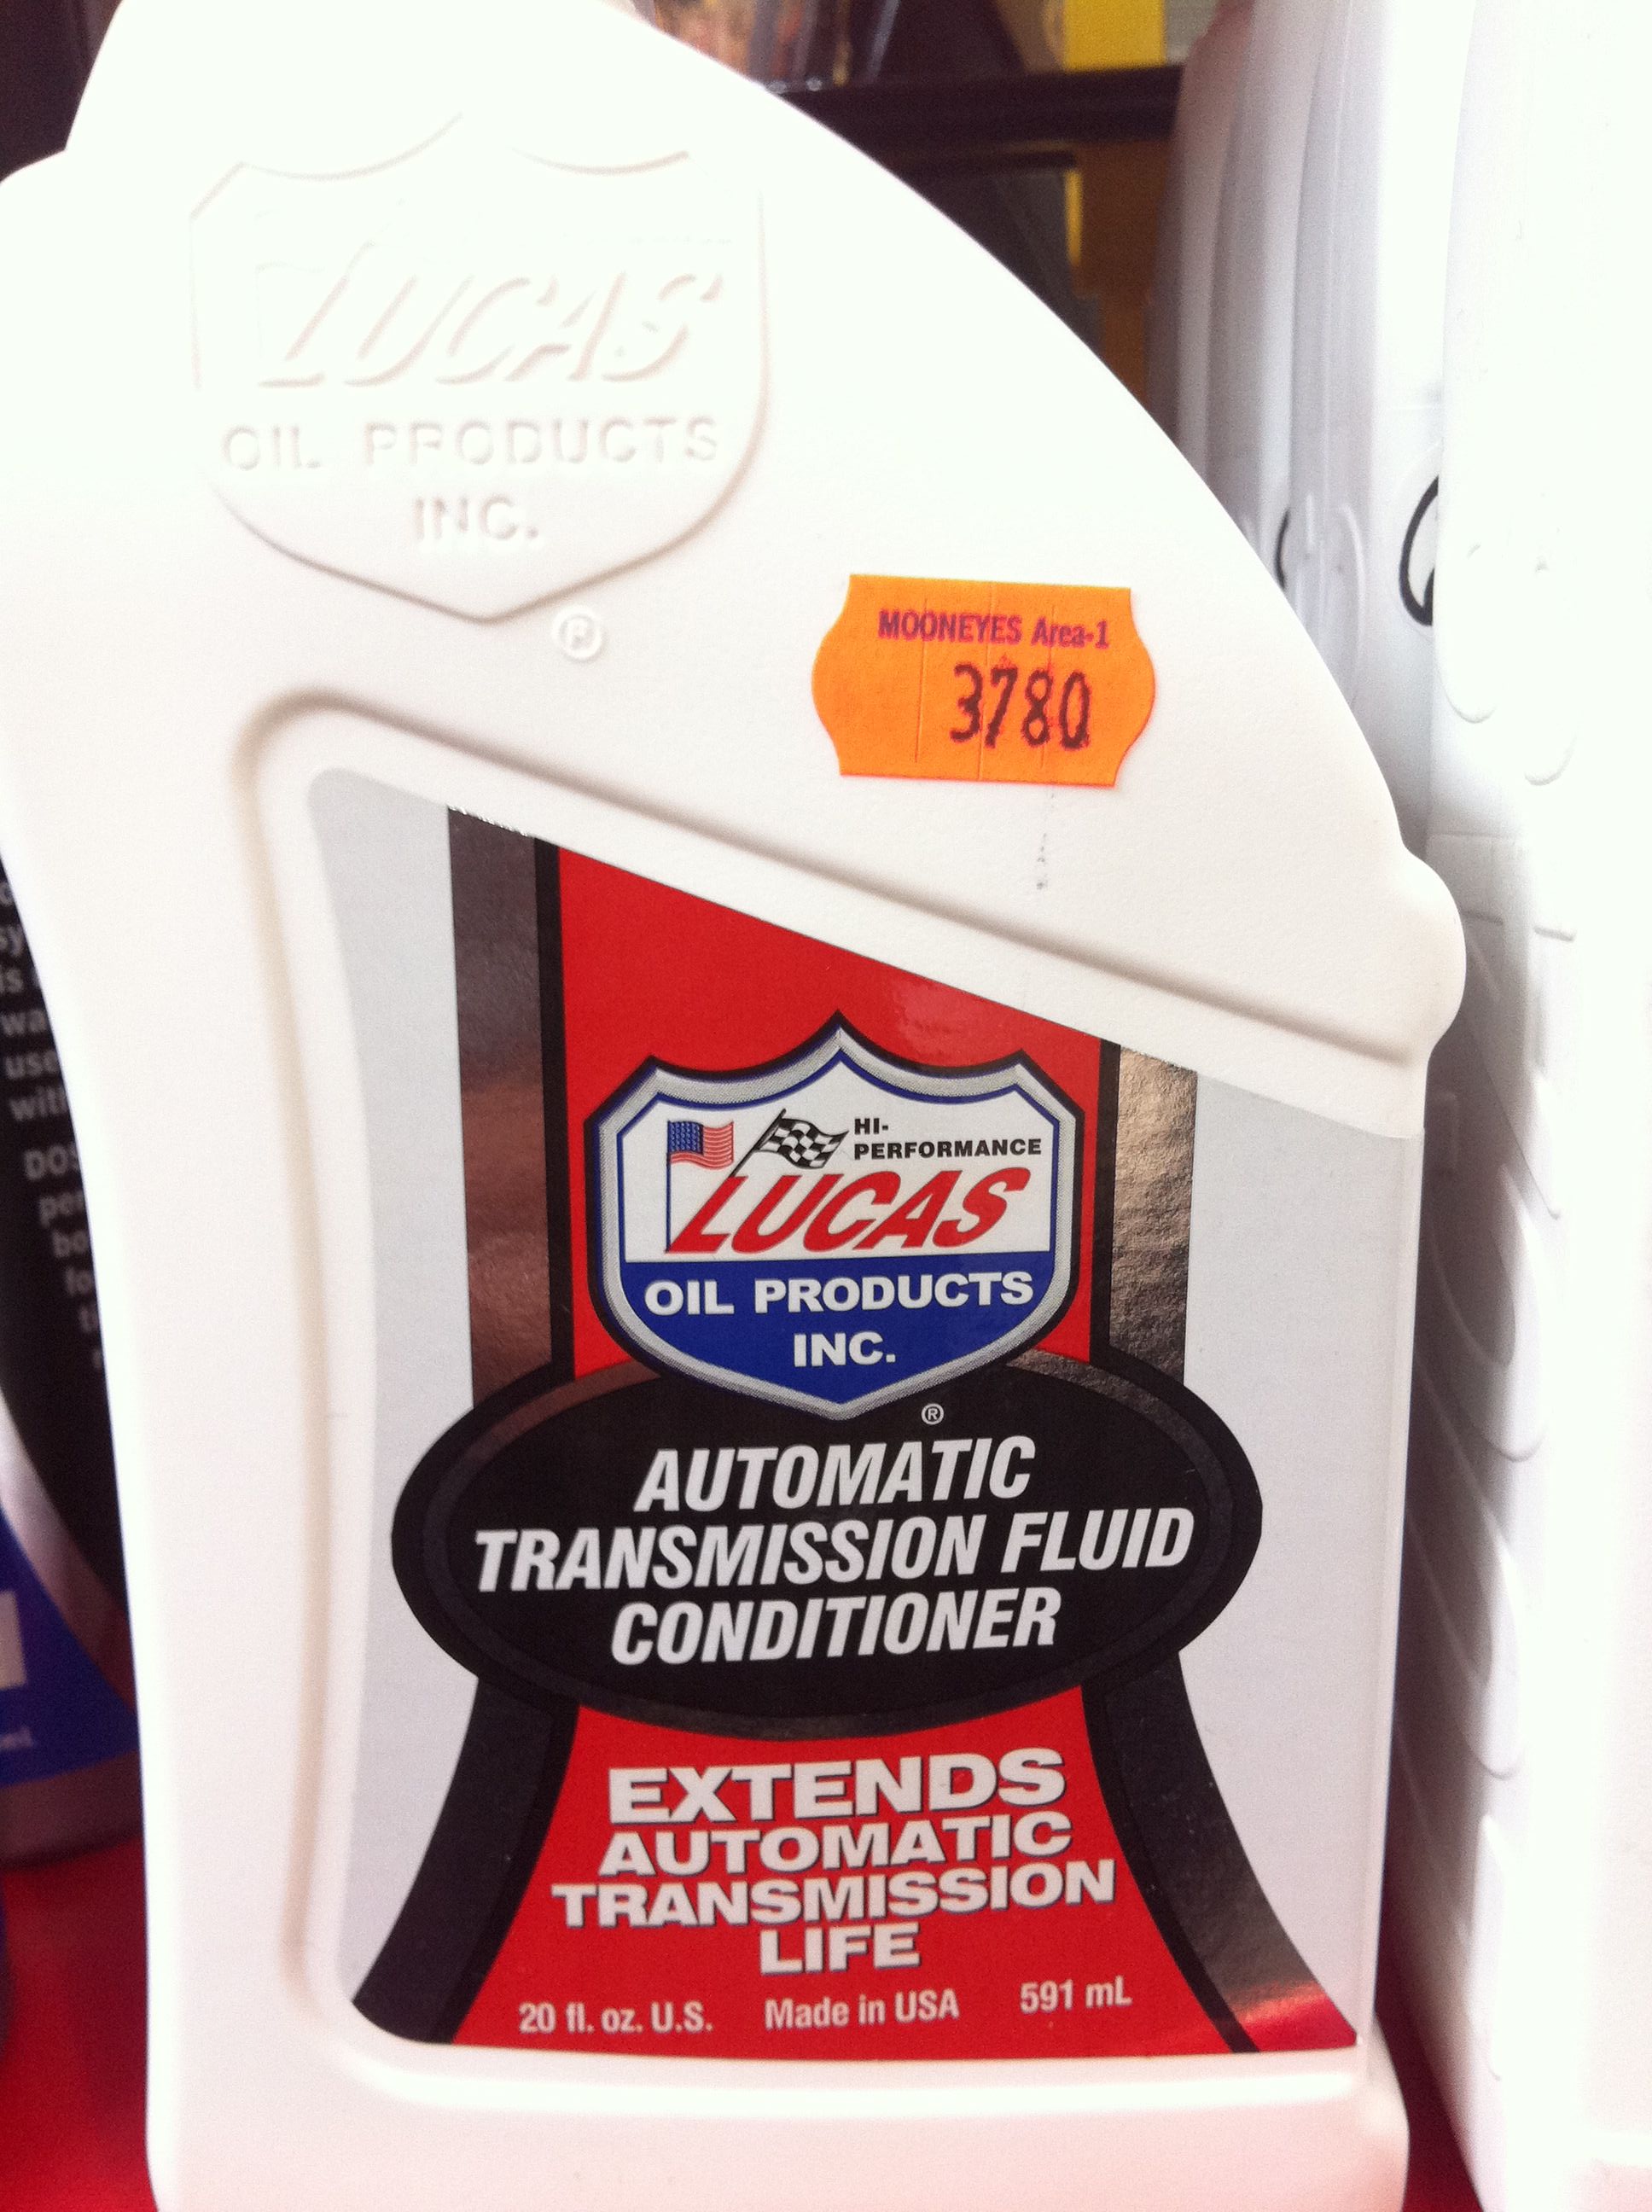 LUCAS
OIL PRODUCTS
INC.
®
MOONEYES Area-1
3780
HI-
PERFORMANCE
LUCAS
OIL PRODUCTS
INC.
®
AUTOMATIC
TRANSMISSION FLUID
CONDITIONER
EXTENDS
AUTOMATIC
TRANSMISSION
LIFE
20 fl. oz. U.S. Made in USA 591 mL